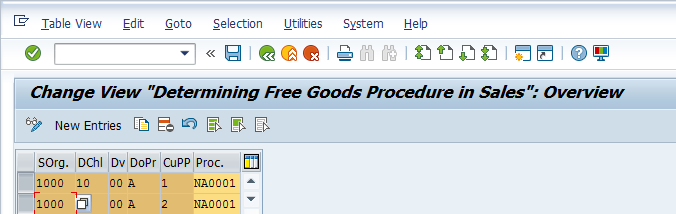 Table View Edit Goto Selection Utilities System Help
Change View "Determining Free Goods Procedure in Sales": Overview
New Entries
SOrg. DChl Dv DoPr CuPP Proc.
1000 10 00 A 1 NA0001
1000 00 A 2 NA0001